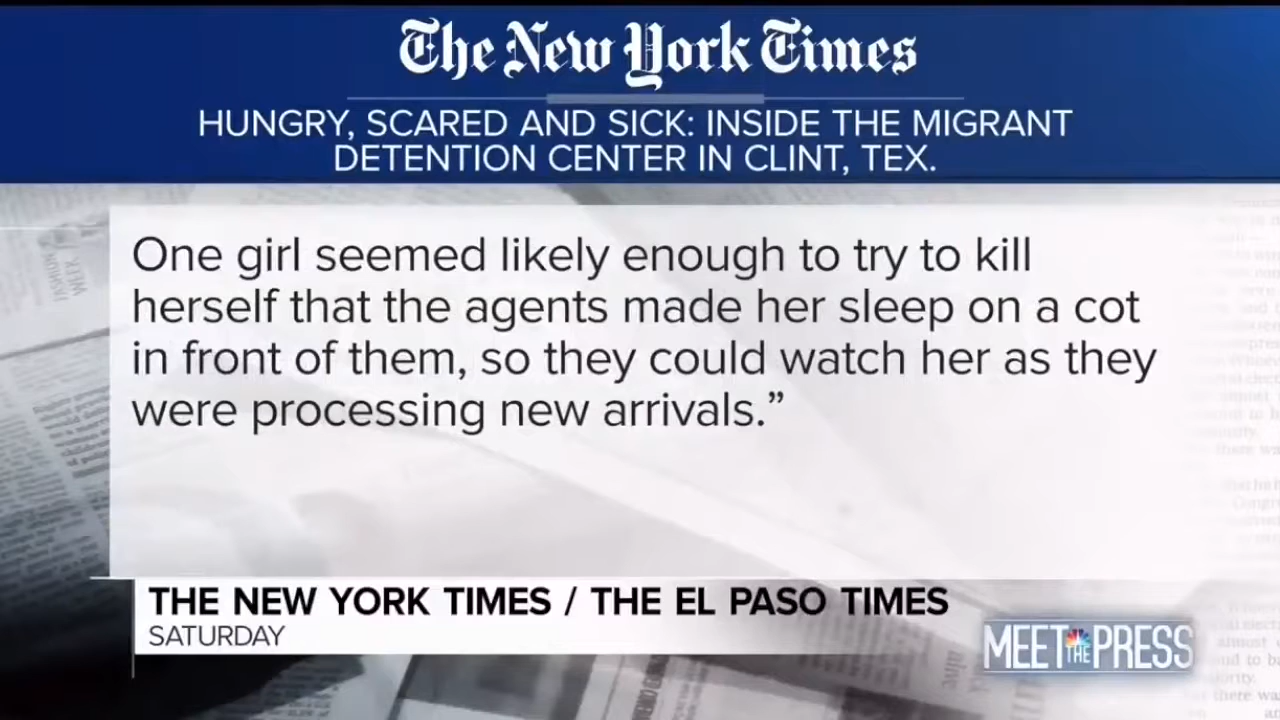 The New York Times
HUNGRY, SCARED AND SICK: INSIDE THE MIGRANT
DETENTION CENTER IN CLINT, TEX.
One girl seemed likely enough to try to kill
herself that the agents made her sleep on a cot
in front of them, so they could watch her as they
were processing new arrivals.”
THE NEW YORK TIMES / THE EL PASO TIMES
SATURDAY
MEET THE PRESS